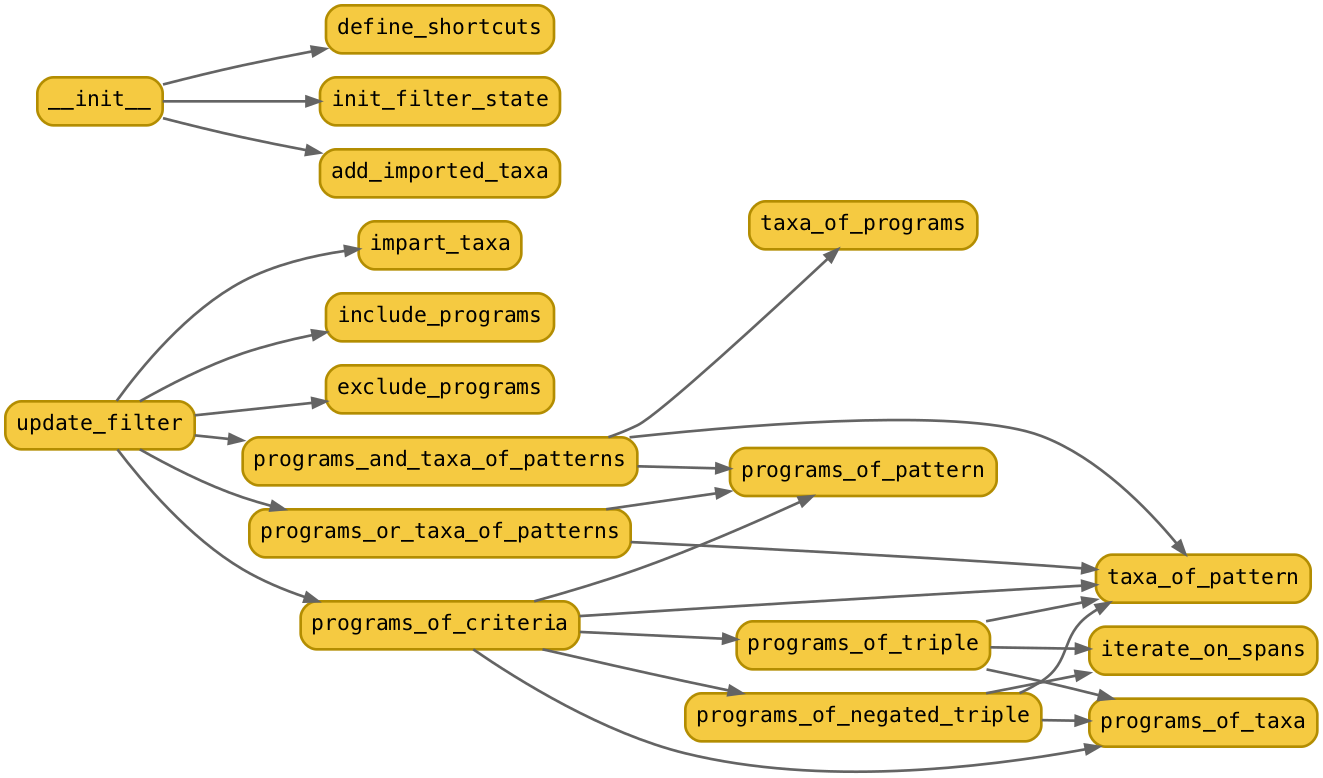 define_shortcuts
__init__
init_filter_state
add_imported_taxa
taxa_of_programs
impart_taxa
include_programs
exclude_programs
update_filter
programs_and_taxa_of_patterns
programs_of_pattern
programs_or_taxa_of_patterns
taxa_of_pattern
programs_of_criteria
programs_of_triple
iterate_on_spans
programs_of_negated_triple
programs_of_taxa